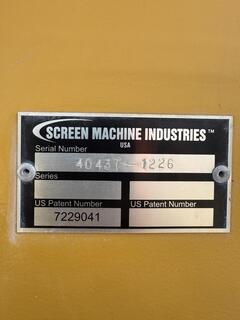 SCREEN MACHINE INDUSTRIES™
USA
Serial Number
4043T-1226
Series
US Patent Number US Patent Number
7229041